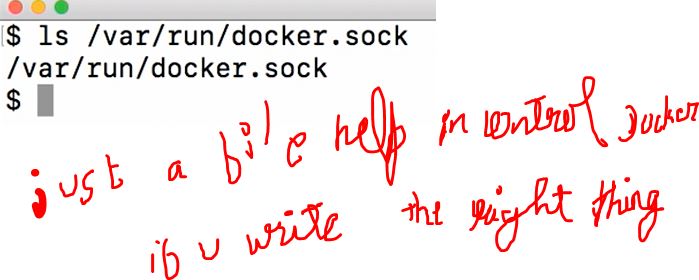 $ ls /var/run/docker.sock
/var/run/docker.sock
$
just a file help in control Docker
if u write the right thing